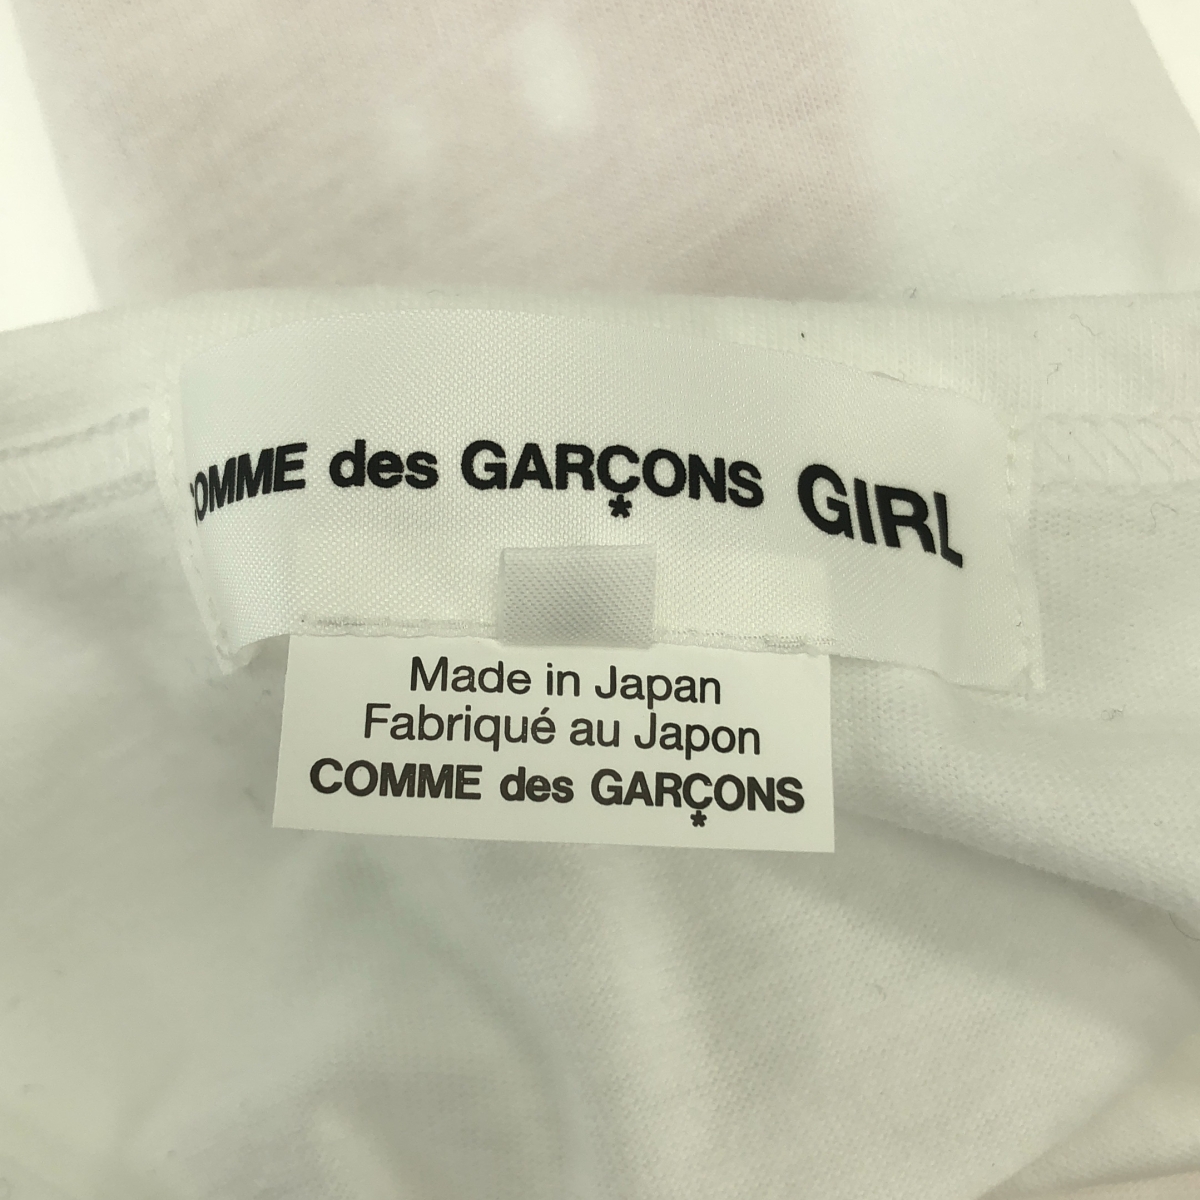 COMME des GARÇONS GIRL
*
Made in Japan
Fabriqué au Japon
COMME des GARÇONS
*